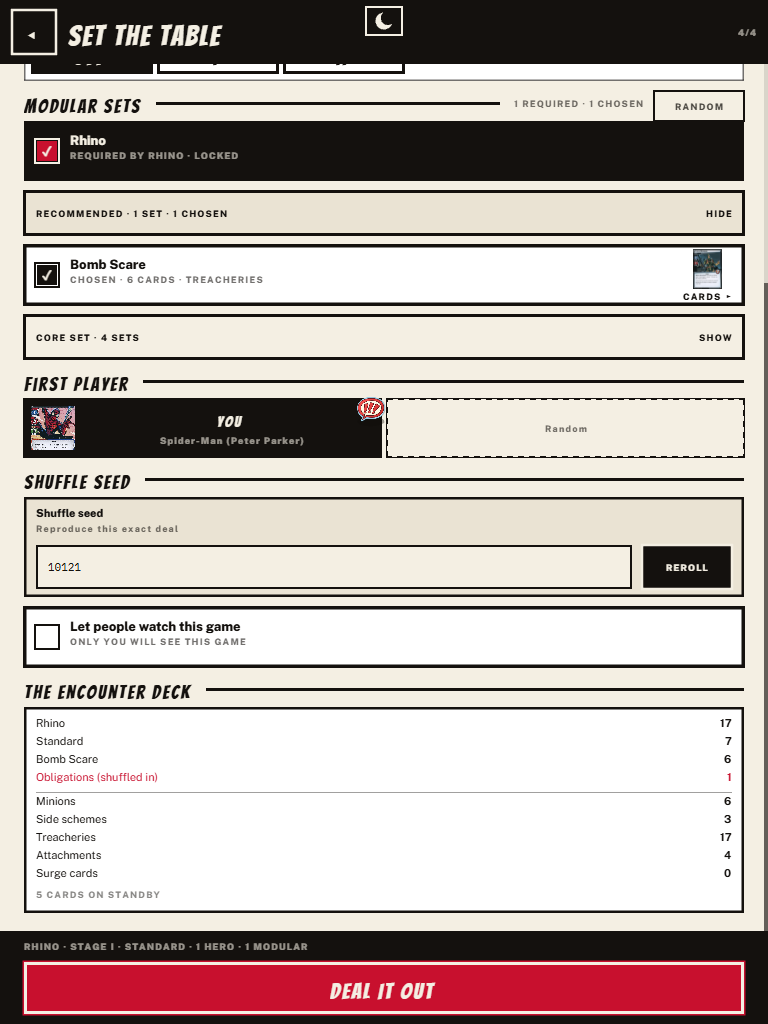 SET THE TABLE
4/4
MODULAR SETS
1 REQUIRED · 1 CHOSEN
RANDOM
Rhino
REQUIRED BY RHINO · LOCKED
RECOMMENDED · 1 SET · 1 CHOSEN
HIDE
Bomb Scare
CHOSEN · 6 CARDS · TREACHERIES
CARDS ►
CORE SET · 4 SETS
SHOW
FIRST PLAYER
YOU
Spider-Man (Peter Parker)
Random
SHUFFLE SEED
Shuffle seed
Reproduce this exact deal
10121
REROLL
Let people watch this game
ONLY YOU WILL SEE THIS GAME
THE ENCOUNTER DECK
Rhino 17
Standard 7
Bomb Scare 6
Obligations (shuffled in) 1
Minions 6
Side schemes 3
Treacheries 17
Attachments 4
Surge cards 0
5 CARDS ON STANDBY
RHINO · STAGE I · STANDARD · 1 HERO · 1 MODULAR
DEAL IT OUT